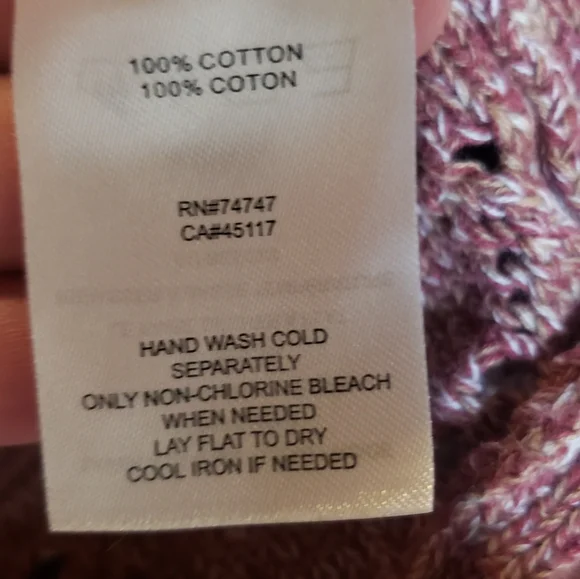 100% COTTON
100% COTON
RN#74747
CA#45117
HAND WASH COLD
SEPARATELY
ONLY NON-CHLORINE BLEACH
WHEN NEEDED
LAY FLAT TO DRY
COOL IRON IF NEEDED